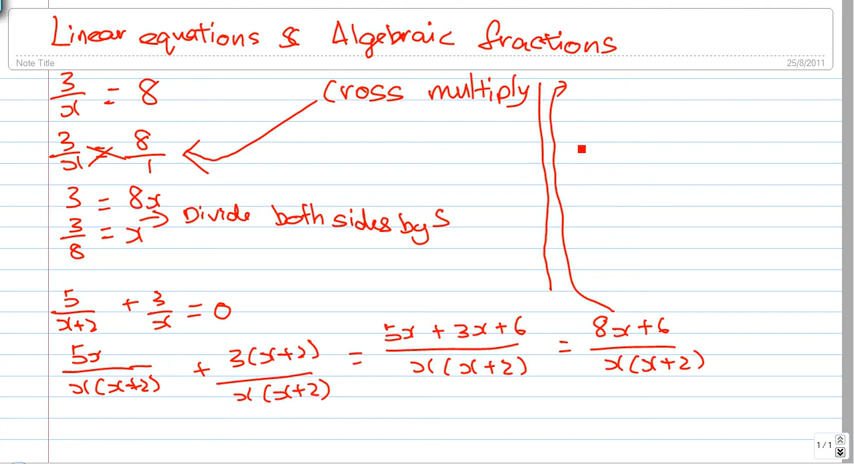 Linear equations & Algebraic fractions
Note Title
25/8/2011
3/x = 8
Cross multiply
3/x = 8/1
3 = 8x
3/8 = x
Divide both sides by S
5/(x+2) + 3/x = 0
5x/(x(x+2)) + 3(x+2)/(x(x+2)) = (5x + 3x + 6)/(x(x+2)) = (8x+6)/(x(x+2))
1/1